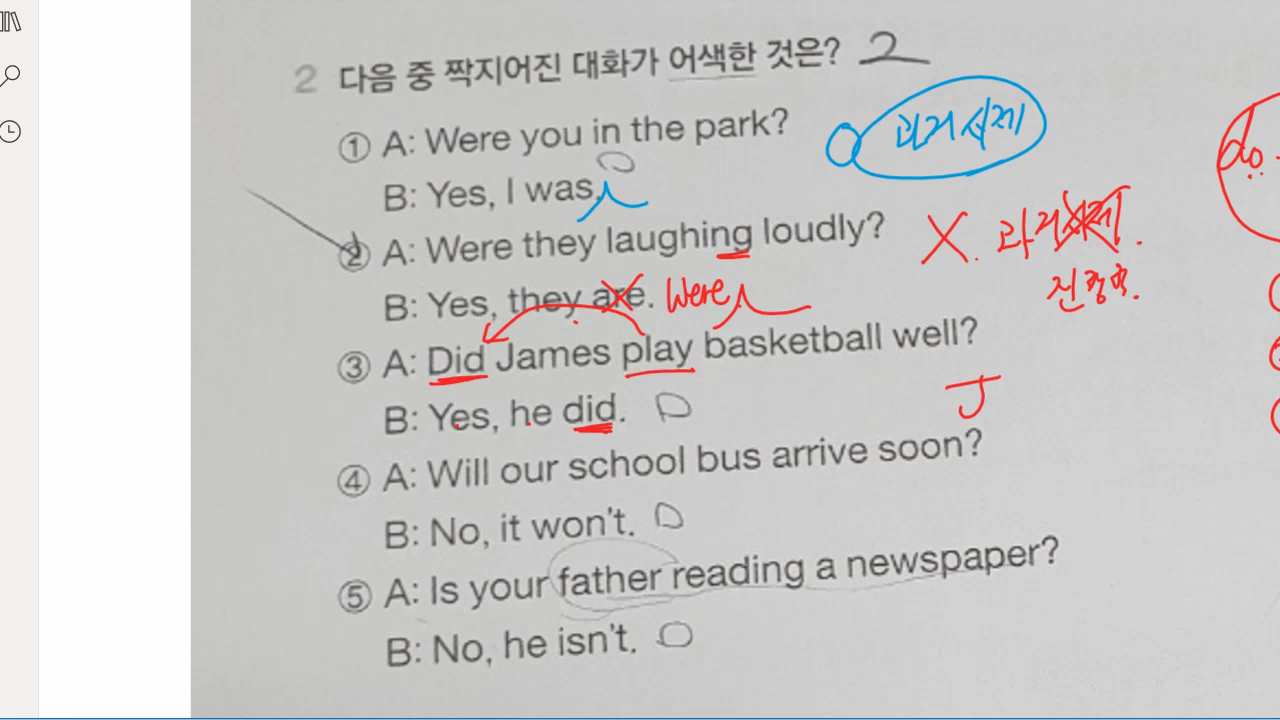 2 다음 중 짝지어진 대화가 어색한 것은? 2
① A: Were you in the park? 과거시제
B: Yes, I was.
② A: Were they laughing loudly? X. 과거시제.
B: Yes, they are. Were 진행형.
③ A: Did James play basketball well?
B: Yes, he did.
④ A: Will our school bus arrive soon?
B: No, it won't.
⑤ A: Is your father reading a newspaper?
B: No, he isn't.
do